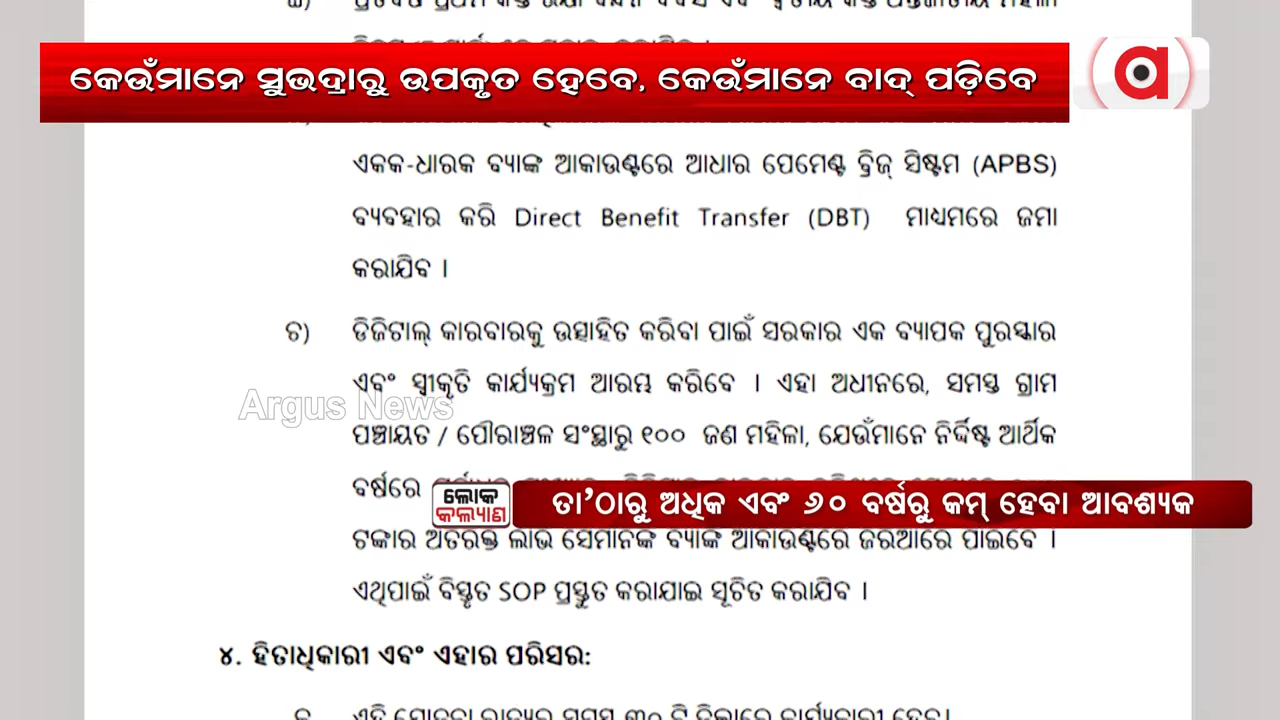 କେଉଁମାନେ ସୁଭଦ୍ରାରୁ ଉପକୃତ ହେବେ, କେଉଁମାନେ ବାଦ୍ ପଡ଼ିବେ
ଏକକ-ଧାରକ ବ୍ୟାଙ୍କ ଆକାଉଣ୍ଟରେ ଆଧାର ପେମେଣ୍ଟ ବ୍ରିଜ୍ ସିଷ୍ଟମ (APBS)
ବ୍ୟବହାର କରି Direct Benefit Transfer (DBT) ମାଧ୍ୟମରେ ଜମା
କରାଯିବ ।
ଚ) ଡିଜିଟାଲ୍ କାରବାରକୁ ଉତ୍ସାହିତ କରିବା ପାଇଁ ସରକାର ଏକ ବ୍ୟାପକ ପୁରସ୍କାର
ଏବଂ ସ୍ୱୀକୃତି କାର୍ଯ୍ୟକ୍ରମ ଆରମ୍ଭ କରିବେ । ଏହା ଅଧୀନରେ, ସମସ୍ତ ଗ୍ରାମ
Argus News
ପଞ୍ଚାୟତ / ପୌରାଞ୍ଚଳ ସଂସ୍ଥାରୁ ୧୦୦ ଜଣ ମହିଳା, ଯେଉଁମାନେ ନିର୍ଦ୍ଦିଷ୍ଟ ଆର୍ଥିକ
ବର୍ଷରେ
ଲୋକ
କଲ୍ୟାଣ
ତା'ଠାରୁ ଅଧିକ ଏବଂ ୬୦ ବର୍ଷରୁ କମ୍ ହେବା ଆବଶ୍ୟକ
ଟଙ୍କାର ଅତିରିକ୍ତ ଲାଭ ସେମାନଙ୍କ ବ୍ୟାଙ୍କ ଆକାଉଣ୍ଟରେ ଜରିଆରେ ପାଇବେ ।
ଏଥିପାଇଁ ବିସ୍ତୃତ SOP ପ୍ରସ୍ତୁତ କରାଯାଇ ସୂଚିତ କରାଯିବ ।
୪. ହିତାଧିକାରୀ ଏବଂ ଏହାର ପରିସର: